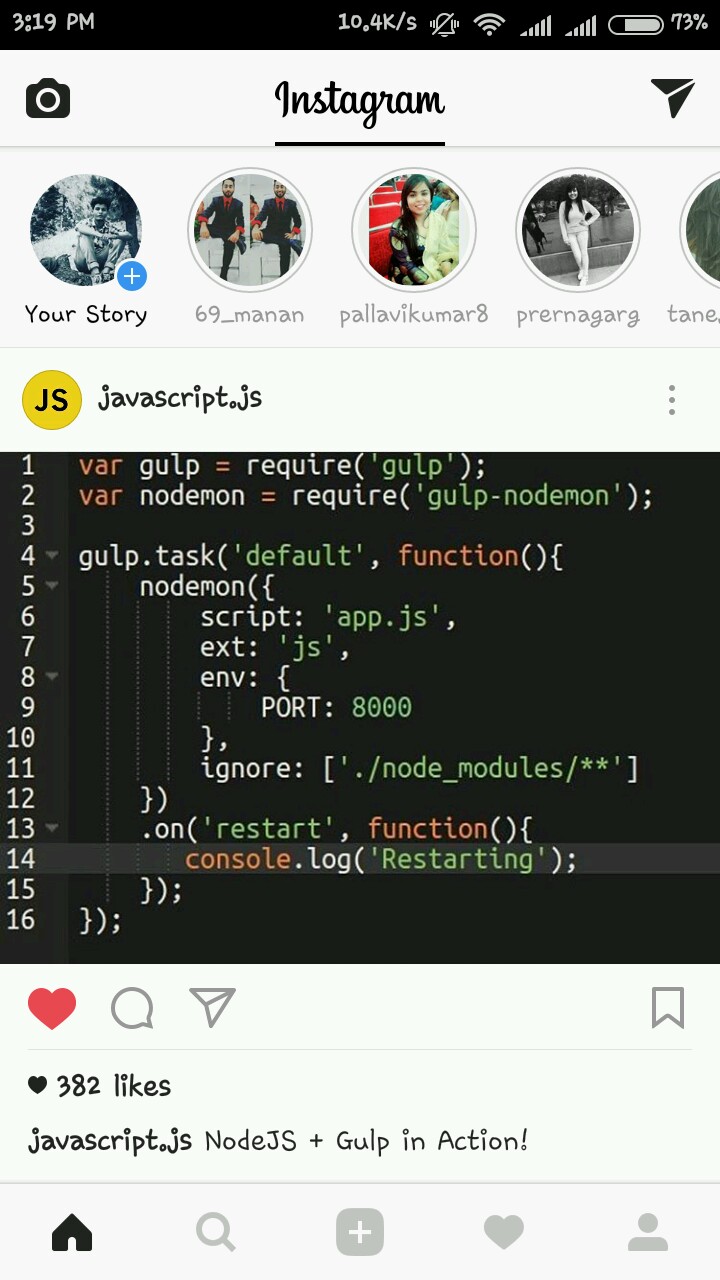 3:19 PM 10.4K/s 73%
Instagram
Your Story 69_manan pallavikumar8 prernagarg tane
JS javascript.js
1 var gulp = require('gulp');
2 var nodemon = require('gulp-nodemon');
3
4 gulp.task('default', function(){
5 nodemon({
6 script: 'app.js',
7 ext: 'js',
8 env: {
9 PORT: 8000
10 },
11 ignore: ['./node_modules/**']
12 })
13 .on('restart', function(){
14 console.log('Restarting');
15 });
16 });
382 likes
javascript.js NodeJS + Gulp in Action!